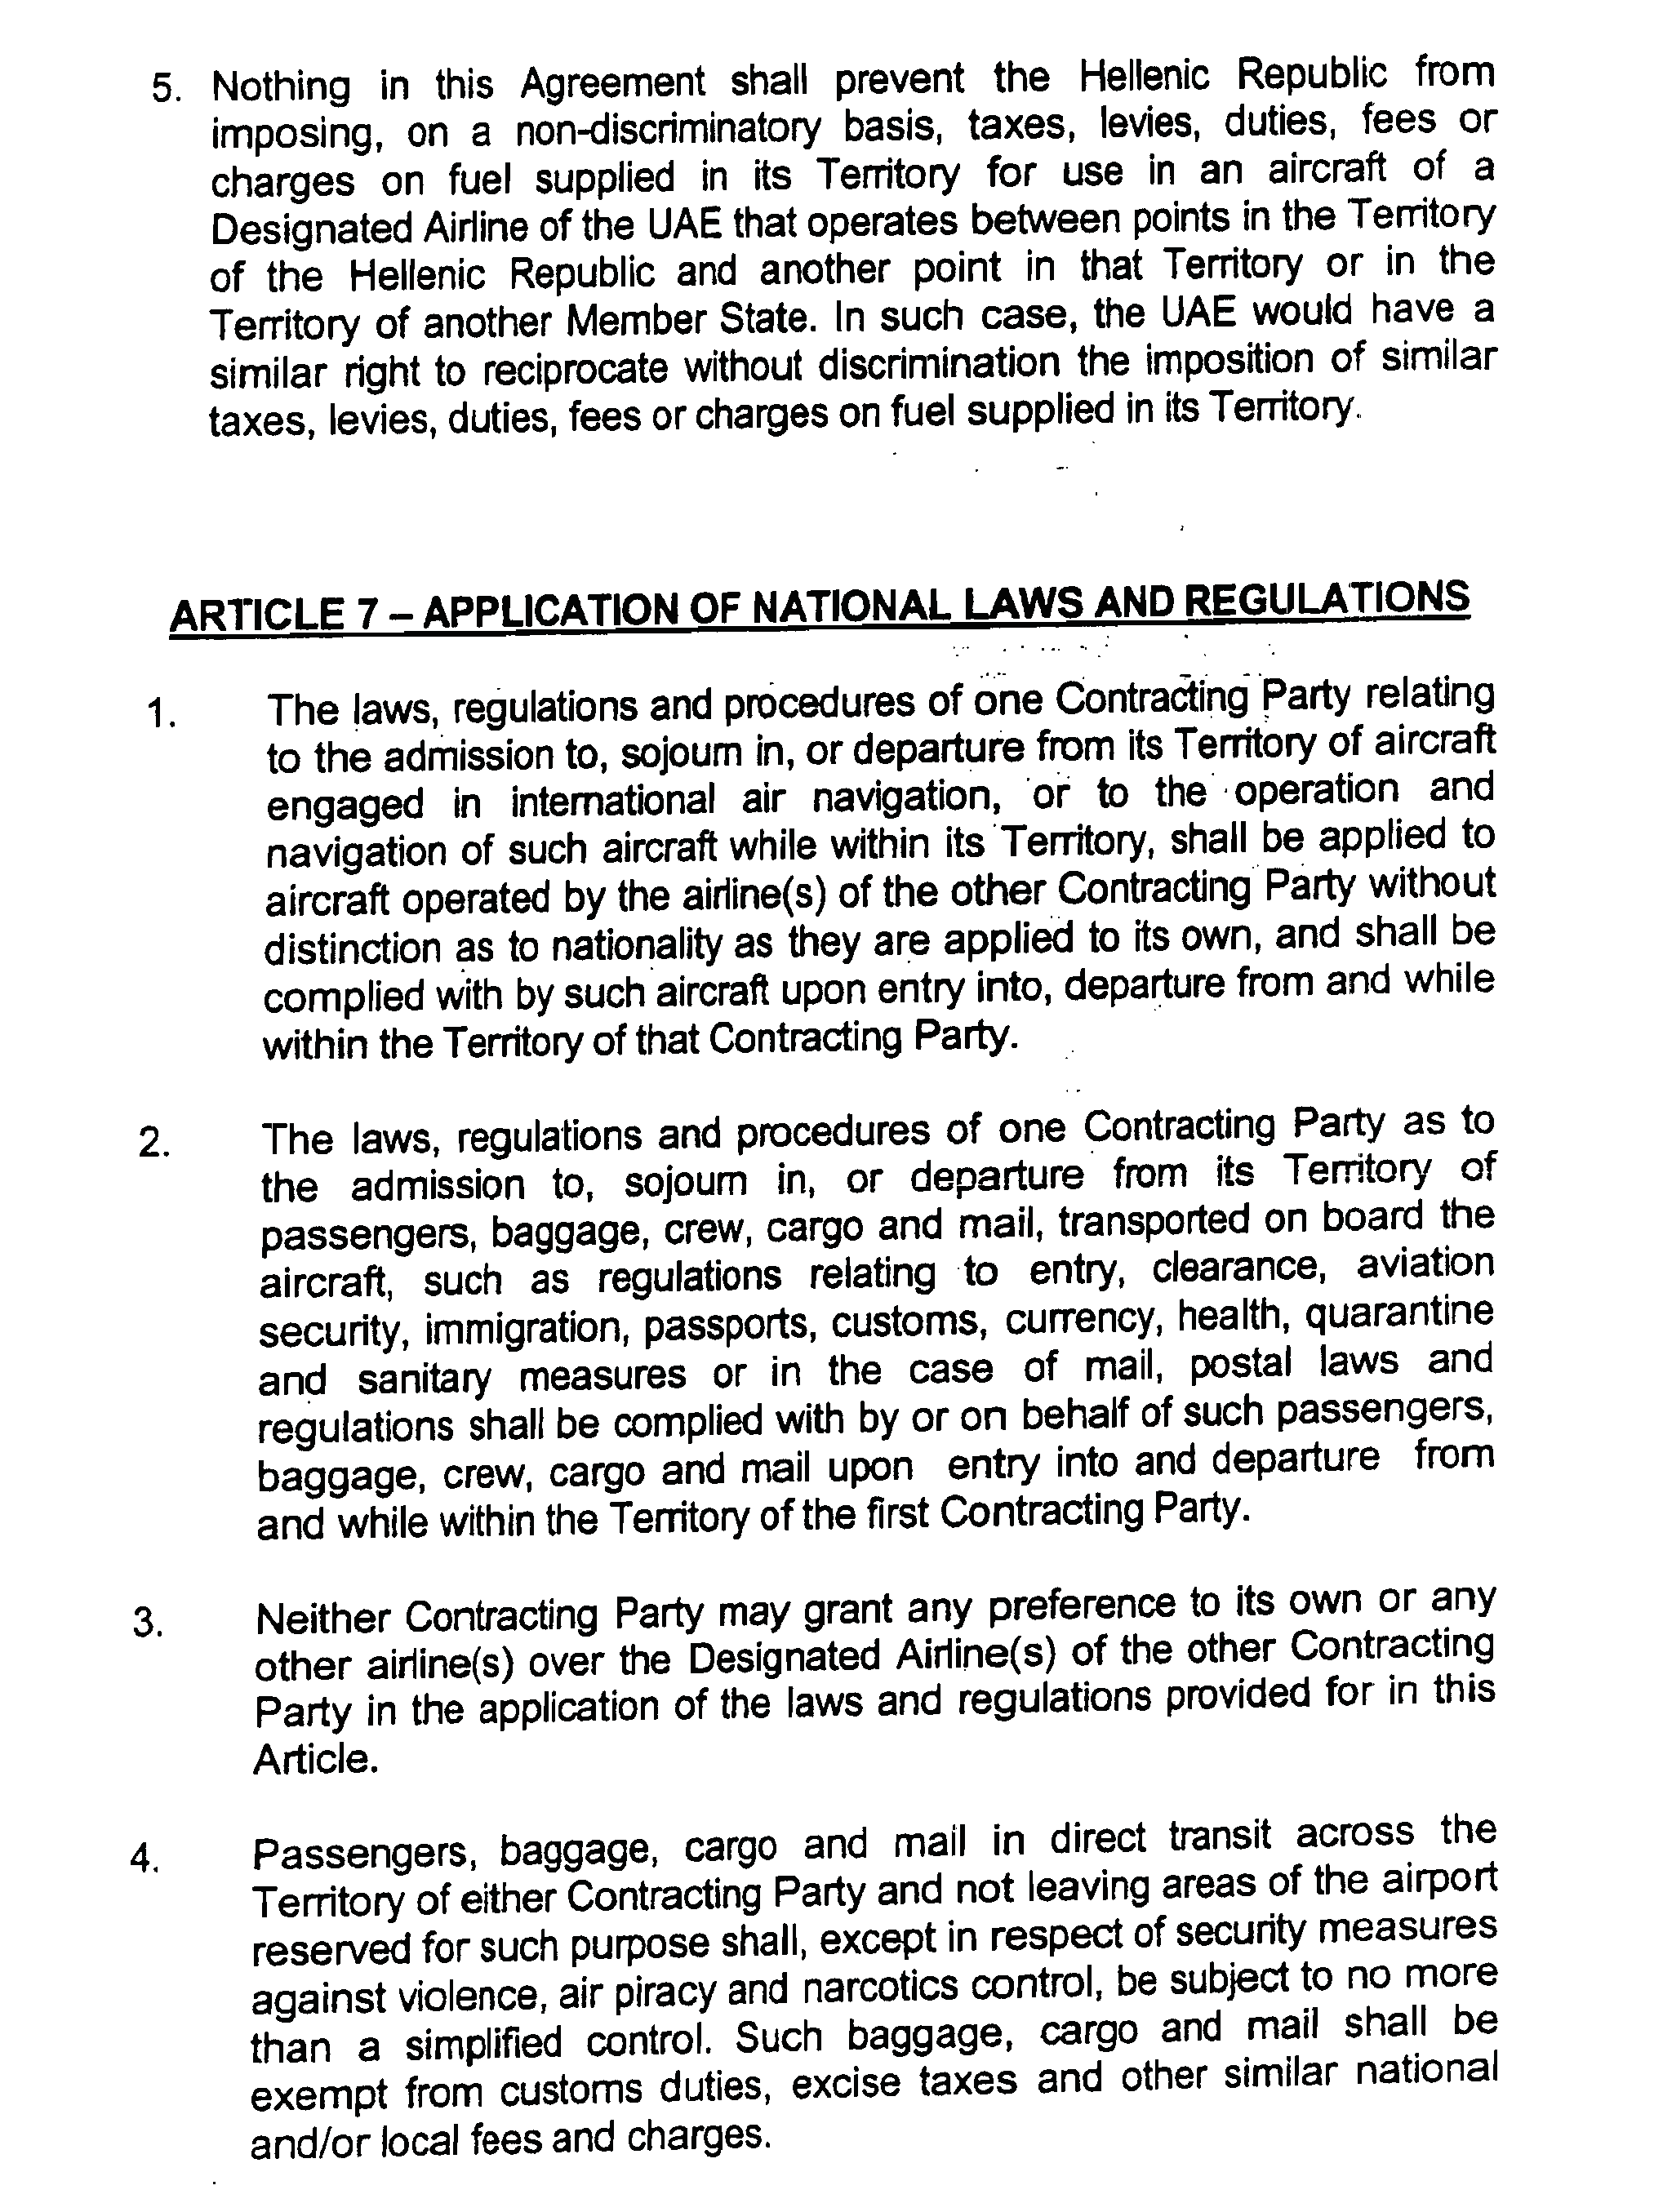 5. Nothing in this Agreement shall prevent the Hellenic Republic from
imposing, on a non-discriminatory basis, taxes, levies, duties, fees or
charges on fuel supplied in its Territory for use in an aircraft of a
Designated Airline of the UAE that operates between points in the Territory
of the Hellenic Republic and another point in that Territory or in the
Territory of another Member State. In such case, the UAE would have a
similar right to reciprocate without discrimination the imposition of similar
taxes, levies, duties, fees or charges on fuel supplied in its Territory.
ARTICLE 7 – APPLICATION OF NATIONAL LAWS AND REGULATIONS
1. The laws, regulations and procedures of one Contracting Party relating
to the admission to, sojourn in, or departure from its Territory of aircraft
engaged in international air navigation, or to the operation and
navigation of such aircraft while within its Territory, shall be applied to
aircraft operated by the airline(s) of the other Contracting Party without
distinction as to nationality as they are applied to its own, and shall be
complied with by such aircraft upon entry into, departure from and while
within the Territory of that Contracting Party.
2. The laws, regulations and procedures of one Contracting Party as to
the admission to, sojourn in, or departure from its Territory of
passengers, baggage, crew, cargo and mail, transported on board the
aircraft, such as regulations relating to entry, clearance, aviation
security, immigration, passports, customs, currency, health, quarantine
and sanitary measures or in the case of mail, postal laws and
regulations shall be complied with by or on behalf of such passengers,
baggage, crew, cargo and mail upon entry into and departure from
and while within the Territory of the first Contracting Party.
3. Neither Contracting Party may grant any preference to its own or any
other airline(s) over the Designated Airline(s) of the other Contracting
Party in the application of the laws and regulations provided for in this
Article.
4. Passengers, baggage, cargo and mail in direct transit across the
Territory of either Contracting Party and not leaving areas of the airport
reserved for such purpose shall, except in respect of security measures
against violence, air piracy and narcotics control, be subject to no more
than a simplified control. Such baggage, cargo and mail shall be
exempt from customs duties, excise taxes and other similar national
and/or local fees and charges.